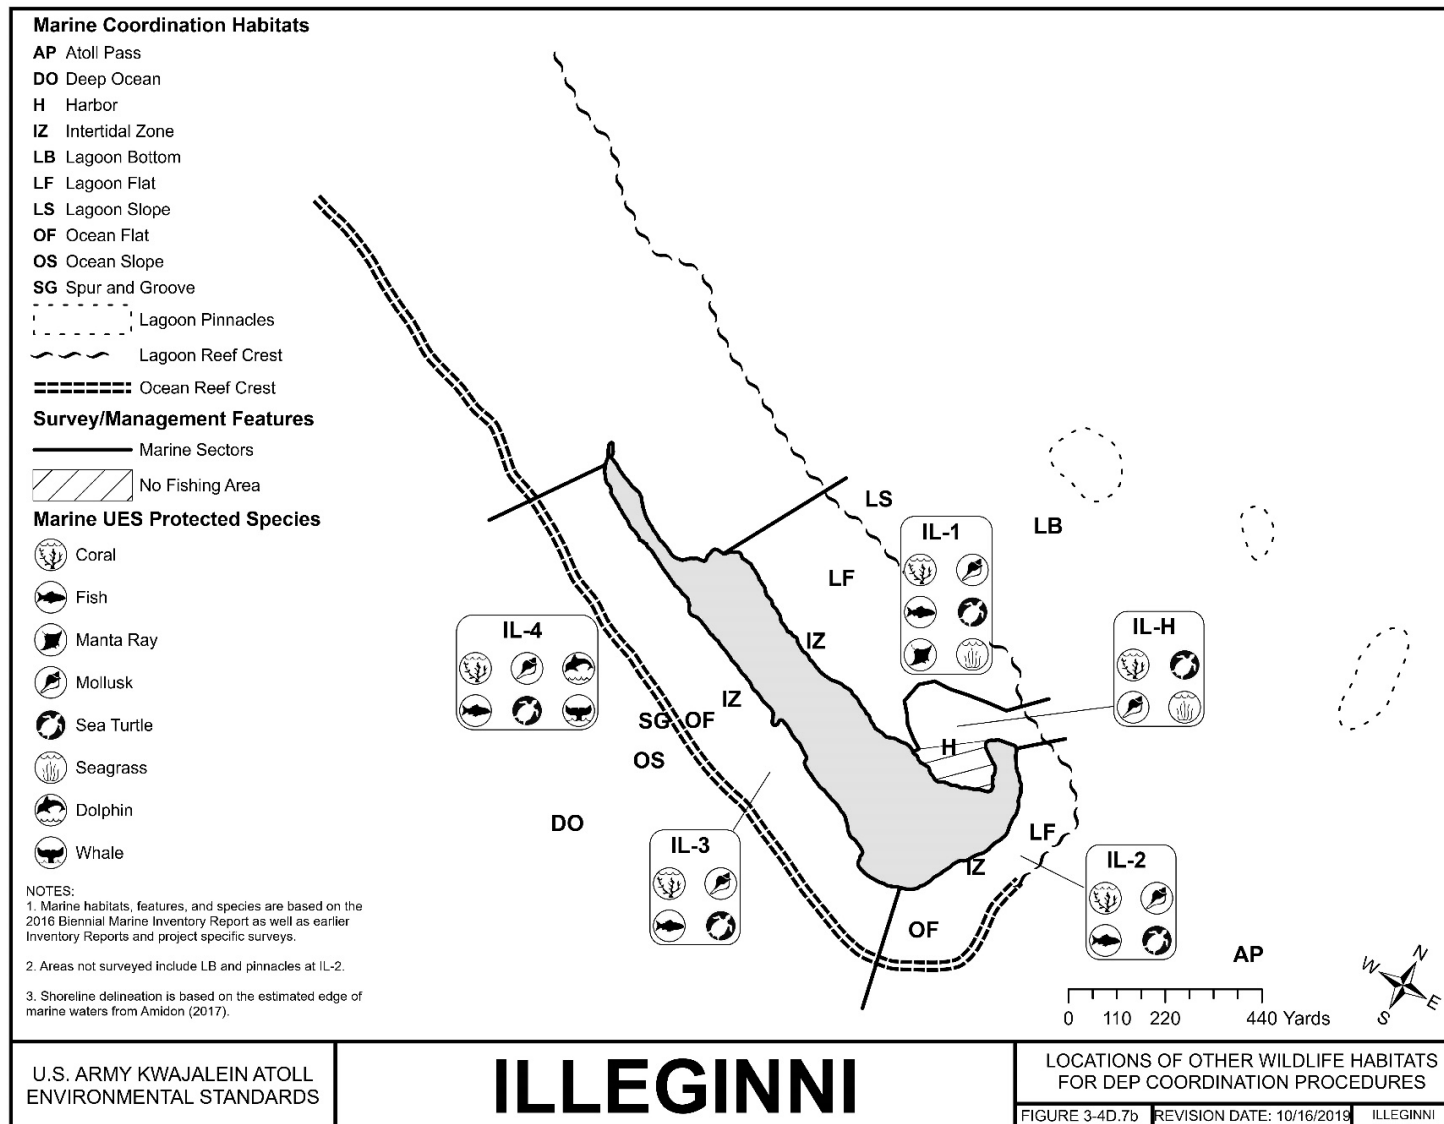 Marine Coordination Habitats
AP Atoll Pass
DO Deep Ocean
H Harbor
IZ Intertidal Zone
LB Lagoon Bottom
LF Lagoon Flat
LS Lagoon Slope
OF Ocean Flat
OS Ocean Slope
SG Spur and Groove
Lagoon Pinnacles
Lagoon Reef Crest
Ocean Reef Crest
Survey/Management Features
Marine Sectors
No Fishing Area
Marine UES Protected Species
Coral
Fish
Manta Ray
Mollusk
Sea Turtle
Seagrass
Dolphin
Whale
NOTES:
1. Marine habitats, features, and species are based on the
2016 Biennial Marine Inventory Report as well as earlier
Inventory Reports and project specific surveys.
2. Areas not surveyed include LB and pinnacles at IL-2.
3. Shoreline delineation is based on the estimated edge of
marine waters from Amidon (2017).
LS
LB
IL-1
LF
IZ
IL-H
IL-4
IZ
SG OF
H
OS
DO
IL-3
LF
IL-2
IZ
OF
AP
N
W
E
S
0 110 220 440 Yards
U.S. ARMY KWAJALEIN ATOLL
ENVIRONMENTAL STANDARDS
ILLEGINNI
LOCATIONS OF OTHER WILDLIFE HABITATS
FOR DEP COORDINATION PROCEDURES
FIGURE 3-4D.7b REVISION DATE: 10/16/2019 ILLEGINNI